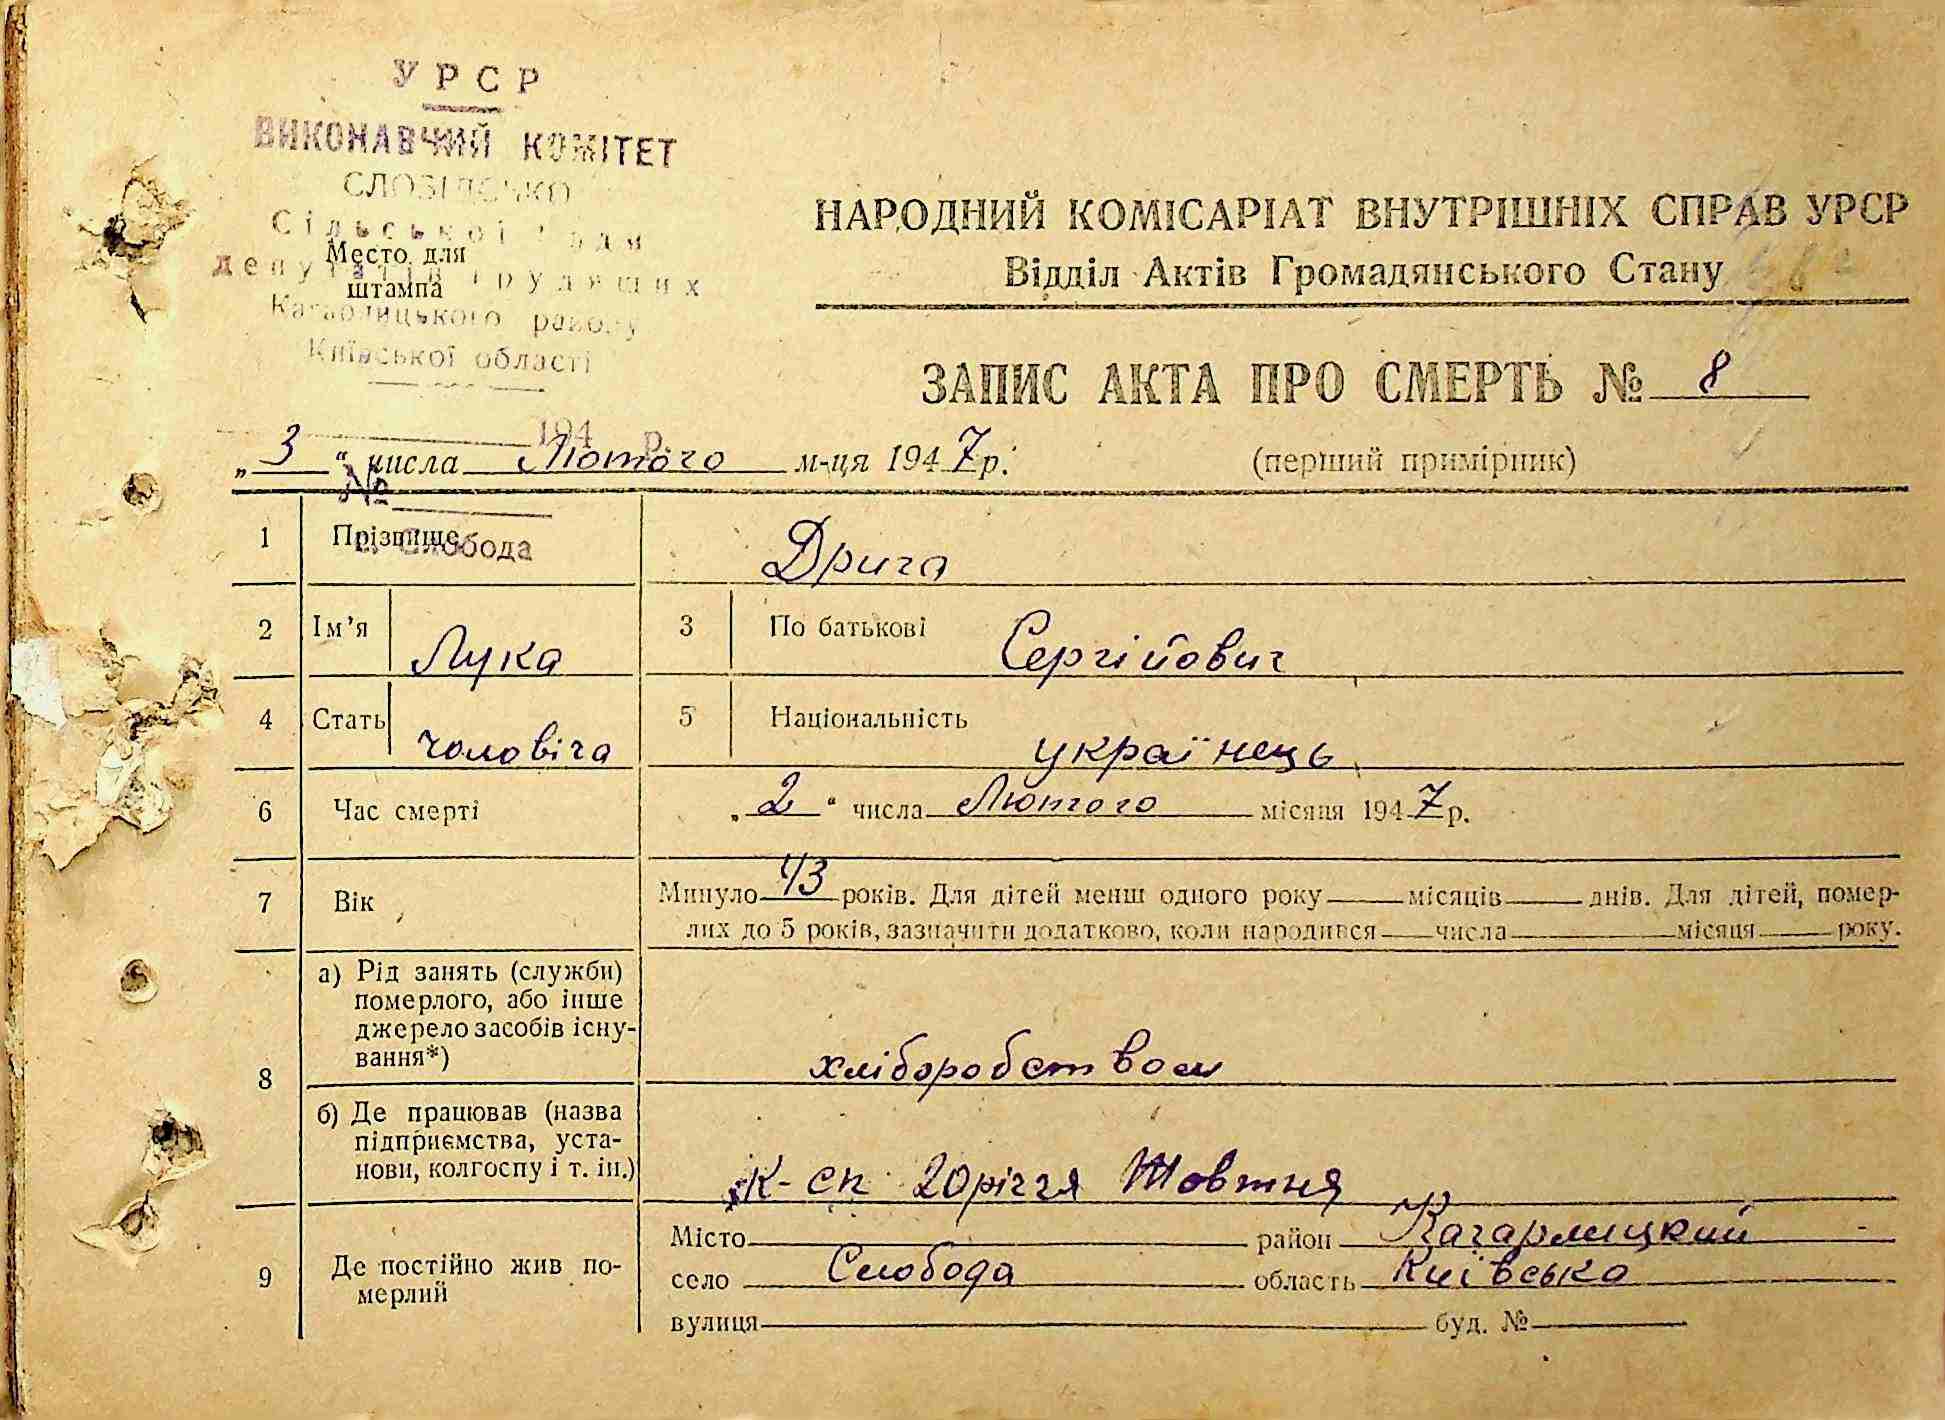 УРСР
ВИКОНАВЧИЙ КОМІТЕТ
СЛОБІДСЬКО
Сільської Ради
депутатів трудящих
Кагарлицького району
Київської області
Место для
штампа
194 р.
№
с. Слобода
НАРОДНИЙ КОМІСАРІАТ ВНУТРІШНІХ СПРАВ УРСР
Відділ Актів Громадянського Стану
ЗАПИС АКТА ПРО СМЕРТЬ № 8
„3“ числа Лютого м-ця 1947 р. (перший примірник)
1 Прізвище Дрига
2 Ім'я Лука 3 По батькові Сергійович
4 Стать чоловіча 5 Національність українець
6 Час смерті „2“ числа Лютого місяця 1947 р.
7 Вік Минуло 43 років. Для дітей менш одного року місяців днів. Для дітей, помер-
лих до 5 років, зазначити додатково, коли народився числа місяця року.
8 а) Рід занять (служби)
померлого, або інше
джерело засобів існу-
вання*) хліборобством
б) Де працював (назва
підприємства, уста-
нови, колгоспу і т. ін.) К-сп 20річчя Жовтня
9 Де постійно жив по-
мерлий
Місто район Кагарлицький
село Слобода область Київська
вулиця буд. №